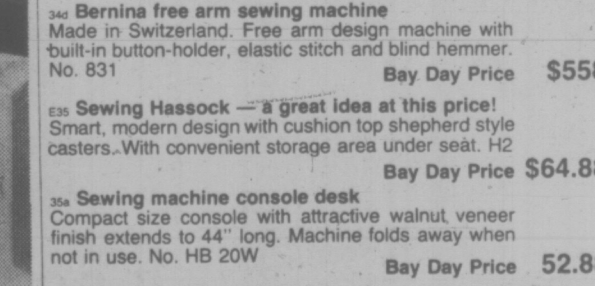 34d Bernina free arm sewing machine
Made in Switzerland. Free arm design machine with
built-in button-holder, elastic stitch and blind hemmer.
No. 831
Bay Day Price $558
E35 Sewing Hassock — a great idea at this price!
Smart, modern design with cushion top shepherd style
casters. With convenient storage area under seat. H2
Bay Day Price $64.88
35a Sewing machine console desk
Compact size console with attractive walnut veneer
finish extends to 44" long. Machine folds away when
not in use. No. HB 20W
Bay Day Price 52.8